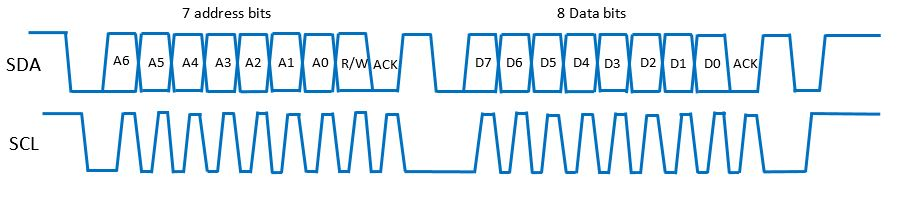 7 address bits 8 Data bits
SDA A6 A5 A4 A3 A2 A1 A0 R/W ACK D7 D6 D5 D4 D3 D2 D1 D0 ACK
SCL